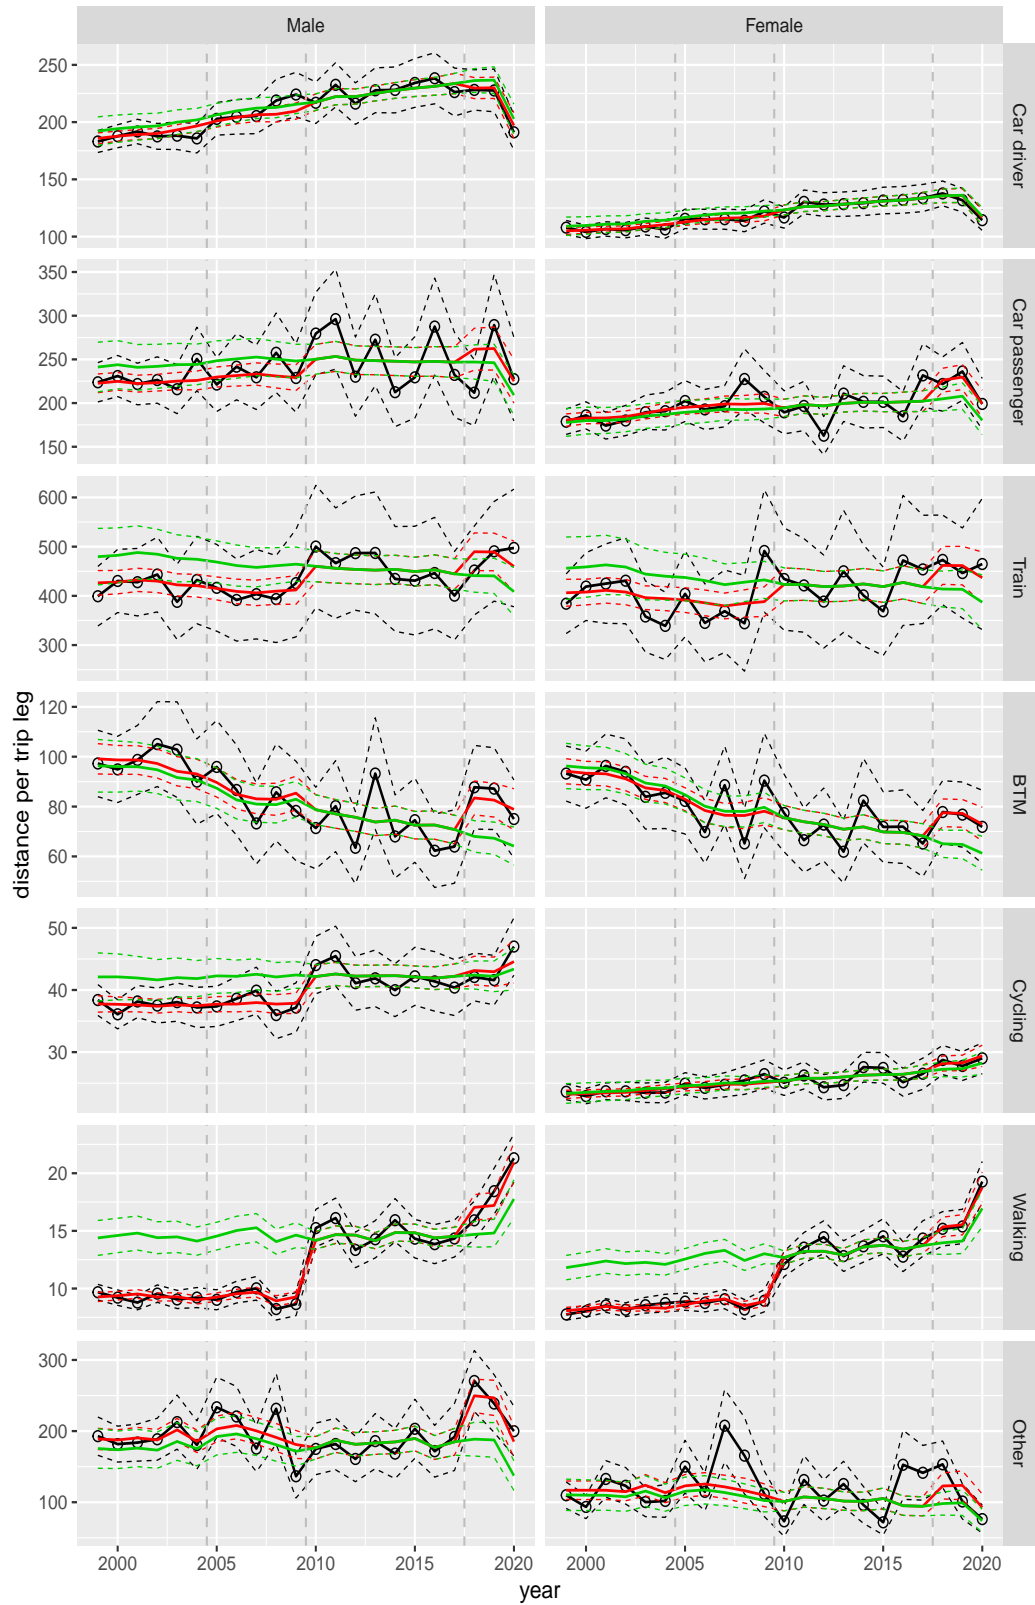 Male Female
250
200
150
100
Car driver
350
300
250
200
150
Car passenger
600
500
400
300
Train
120
100
80
60
BTM
50
40
30
Cycling
20
15
10
Walking
300
200
100
Other
distance per trip leg
2000 2005 2010 2015 2020 2000 2005 2010 2015 2020
year